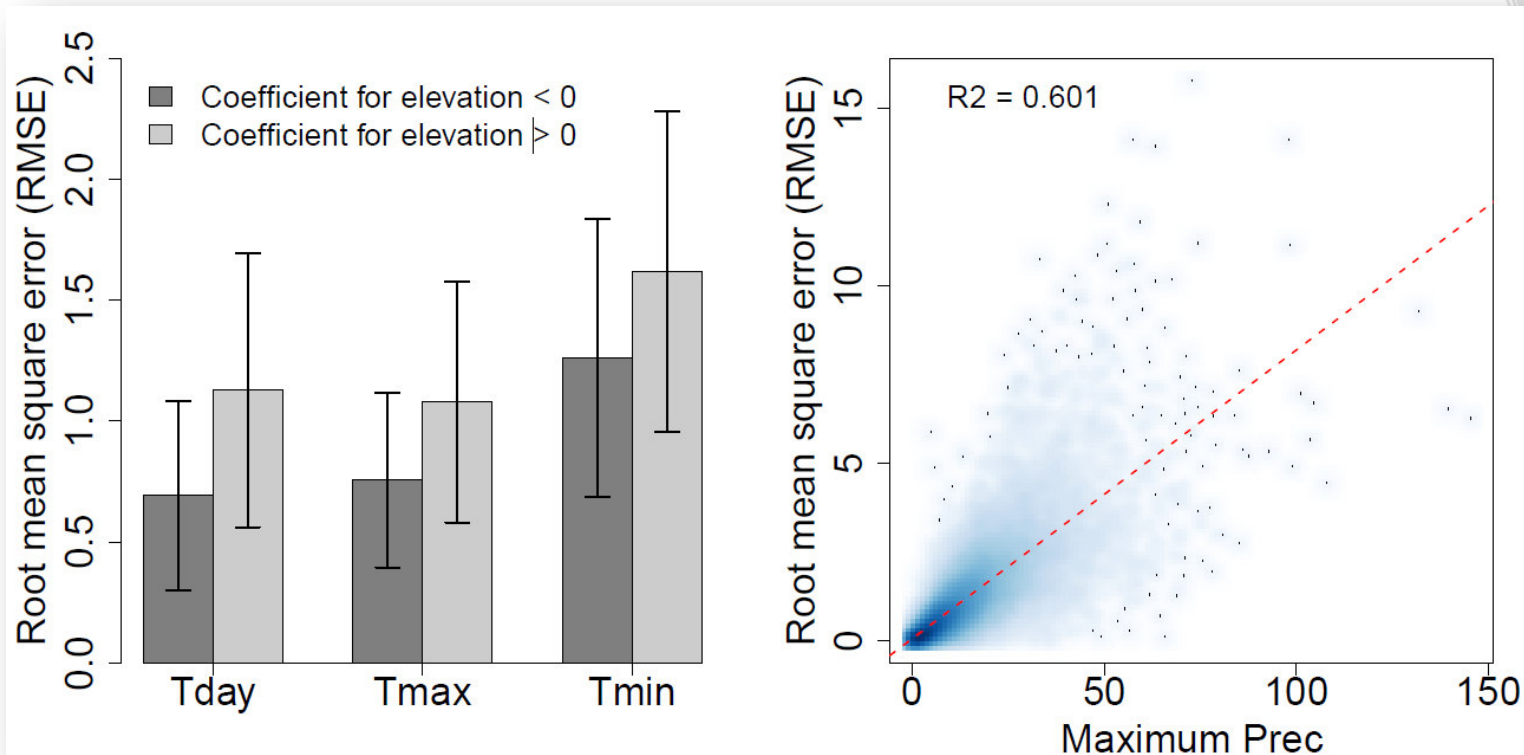 Root mean square error (RMSE)
2.5
2.0
1.5
1.0
0.5
0.0
Coefficient for elevation < 0
Coefficient for elevation > 0
Tday
Tmax
Tmin
Root mean square error (RMSE)
15
10
5
0
R2 = 0.601
0
50
100
150
Maximum Prec